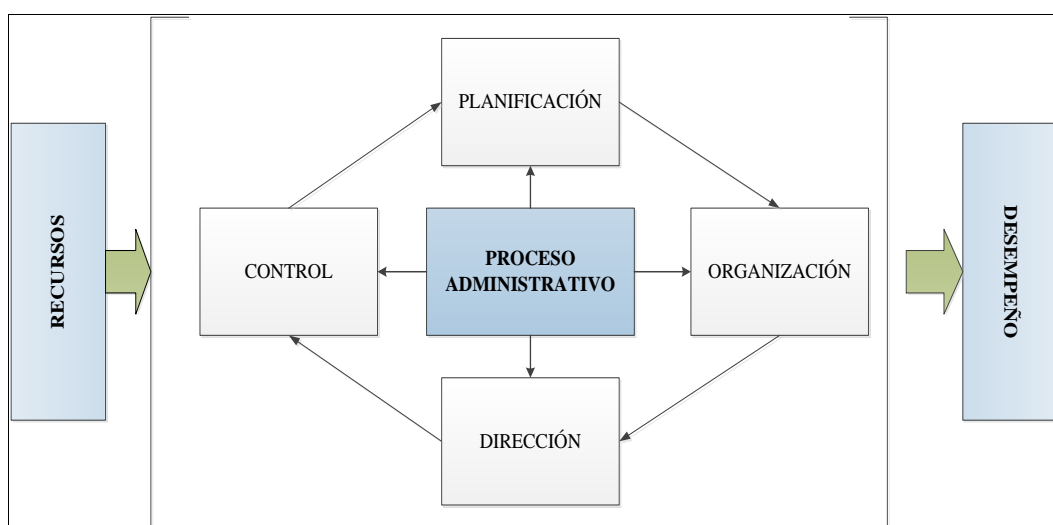 PLANIFICACIÓN
RECURSOS
CONTROL
PROCESO
ADMINISTRATIVO
ORGANIZACIÓN
DESEMPEÑO
DIRECCIÓN